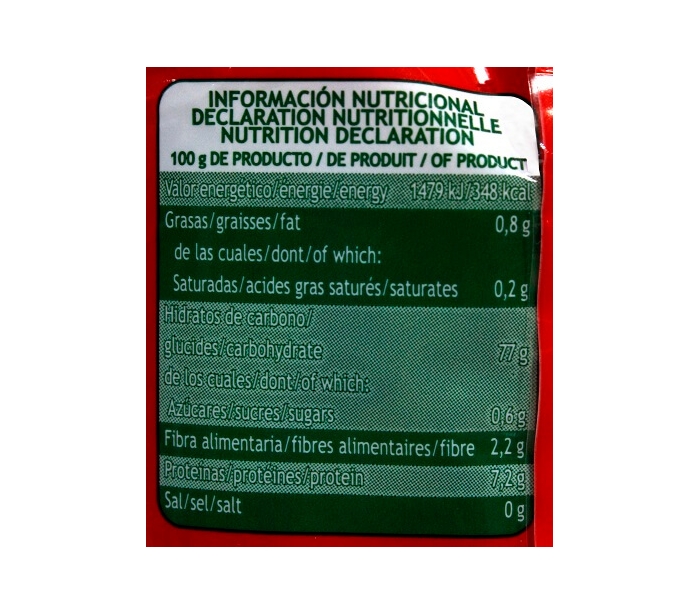 INFORMACIÓN NUTRICIONAL
DECLARATION NUTRITIONNELLE
NUTRITION DECLARATION
100 g DE PRODUCTO / DE PRODUIT / OF PRODUCT
Valor energético/énergie/energy 1479 kJ/348 kcal
Grasas/graisses/fat 0,8 g
de las cuales/dont/of which:
Saturadas/acides gras saturés/saturates 0,2 g
Hidratos de carbono/
glucides/carbohydrate 77 g
de los cuales/dont/of which:
Azúcares/sucres/sugars 0,6 g
Fibra alimentaria/fibres alimentaires/fibre 2,2 g
Proteínas/protéines/protein 7,2 g
Sal/sel/salt 0 g